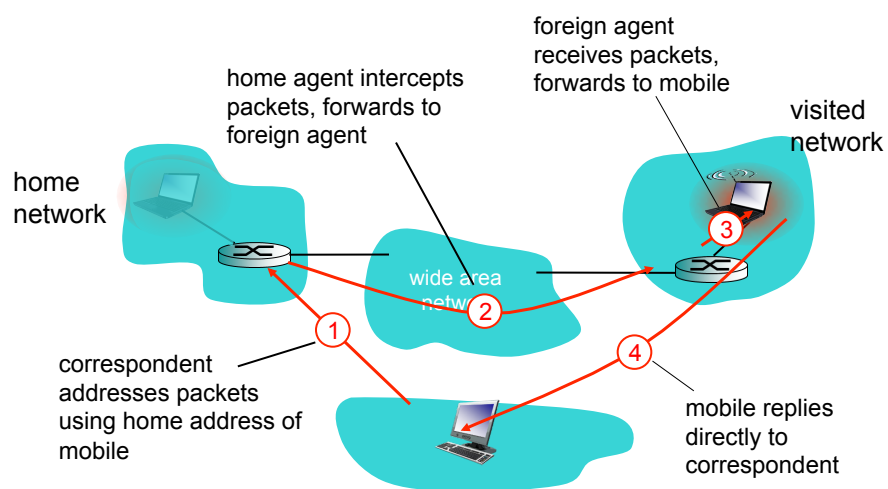 foreign agent
receives packets,
forwards to mobile
home agent intercepts
packets, forwards to
foreign agent
visited
network
home
network
3
wide area
network
2
1
4
correspondent
addresses packets
using home address of
mobile
mobile replies
directly to
correspondent